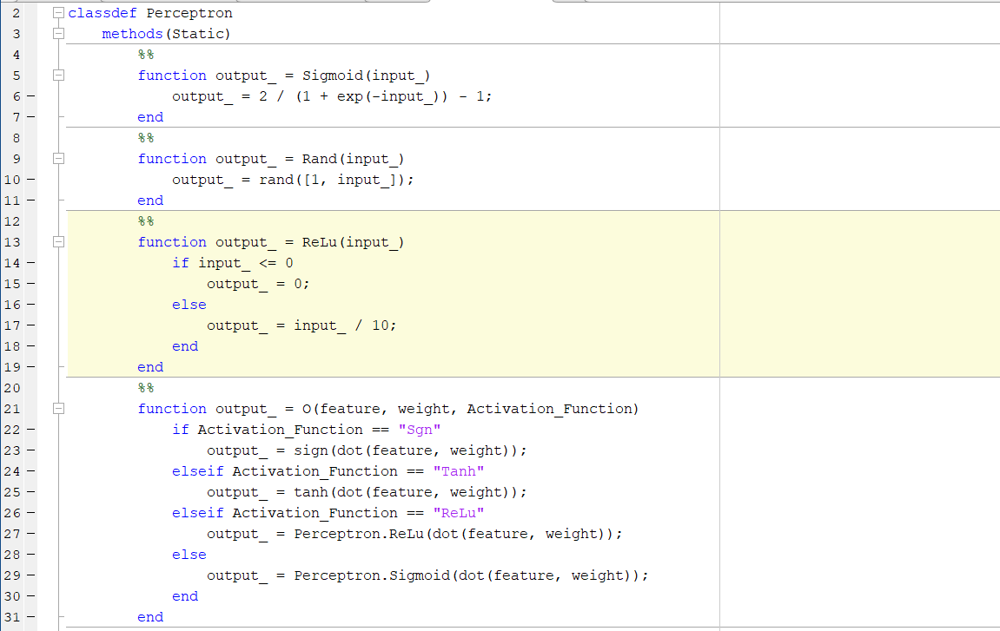 2 classdef Perceptron
3 methods(Static)
4 %%
5 function output_ = Sigmoid(input_)
6 - output_ = 2 / (1 + exp(-input_)) - 1;
7 - end
8 %%
9 function output_ = Rand(input_)
10 - output_ = rand([1, input_]);
11 - end
12 %%
13 function output_ = ReLu(input_)
14 - if input_ <= 0
15 - output_ = 0;
16 - else
17 - output_ = input_ / 10;
18 - end
19 - end
20 %%
21 function output_ = O(feature, weight, Activation_Function)
22 - if Activation_Function == "Sgn"
23 - output_ = sign(dot(feature, weight));
24 - elseif Activation_Function == "Tanh"
25 - output_ = tanh(dot(feature, weight));
26 - elseif Activation_Function == "ReLu"
27 - output_ = Perceptron.ReLu(dot(feature, weight));
28 - else
29 - output_ = Perceptron.Sigmoid(dot(feature, weight));
30 - end
31 - end